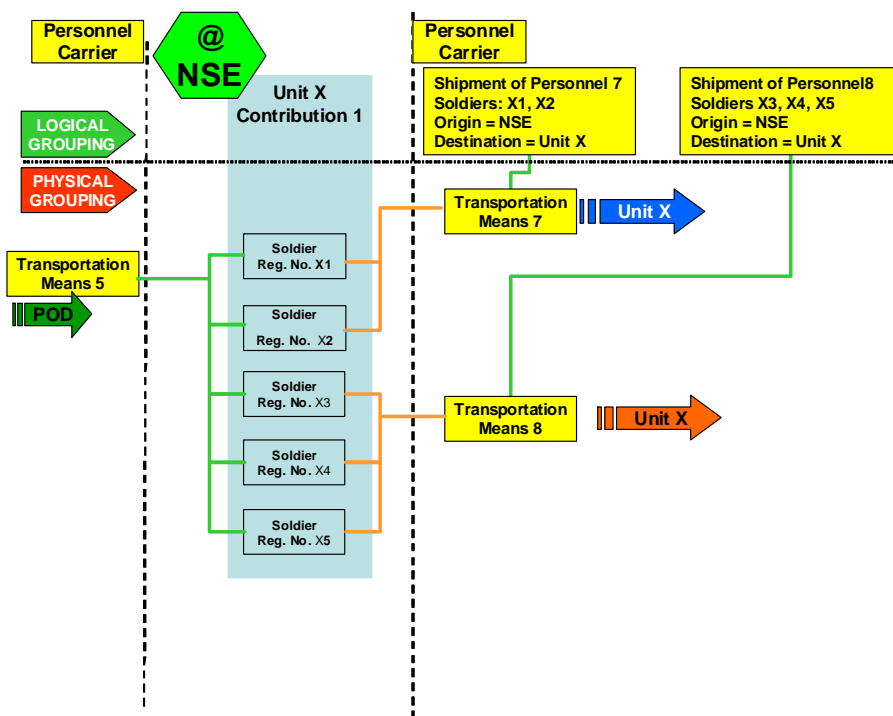 Personnel
Carrier
@
NSE
Personnel
Carrier
Unit X
Contribution 1
Shipment of Personnel 7
Soldiers: X1, X2
Origin = NSE
Destination = Unit X
Shipment of Personnel8
Soldiers X3, X4, X5
Origin = NSE
Destination = Unit X
LOGICAL
GROUPING
PHYSICAL
GROUPING
Transportation
Means 7
Unit X
Transportation
Means 5
POD
Soldier
Reg. No. X1
Soldier
Reg. No. X2
Soldier
Reg. No. X3
Soldier
Reg. No. X4
Soldier
Reg. No. X5
Transportation
Means 8
Unit X